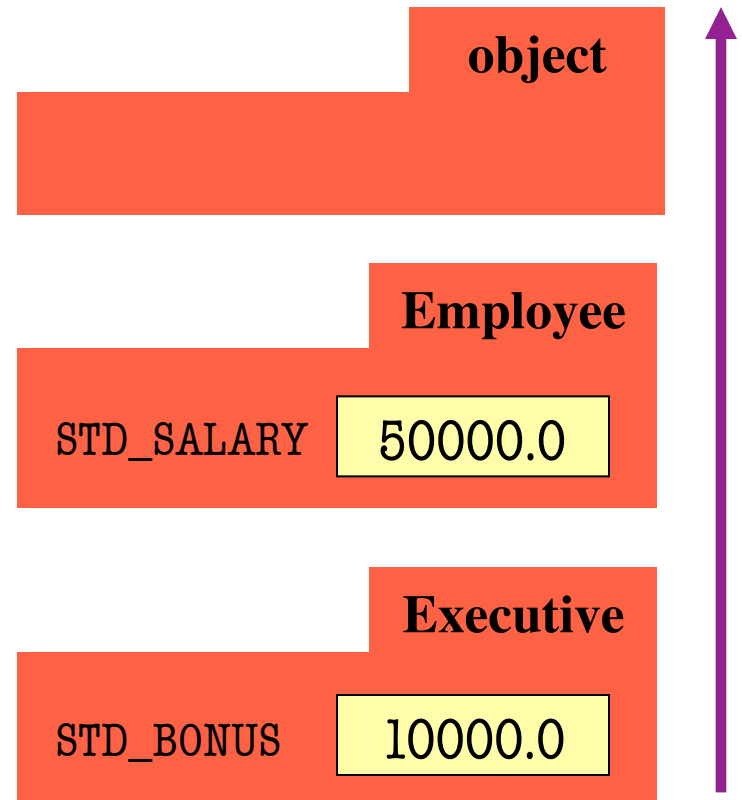 object
Employee
STD_SALARY 50000.0
Executive
STD_BONUS 10000.0